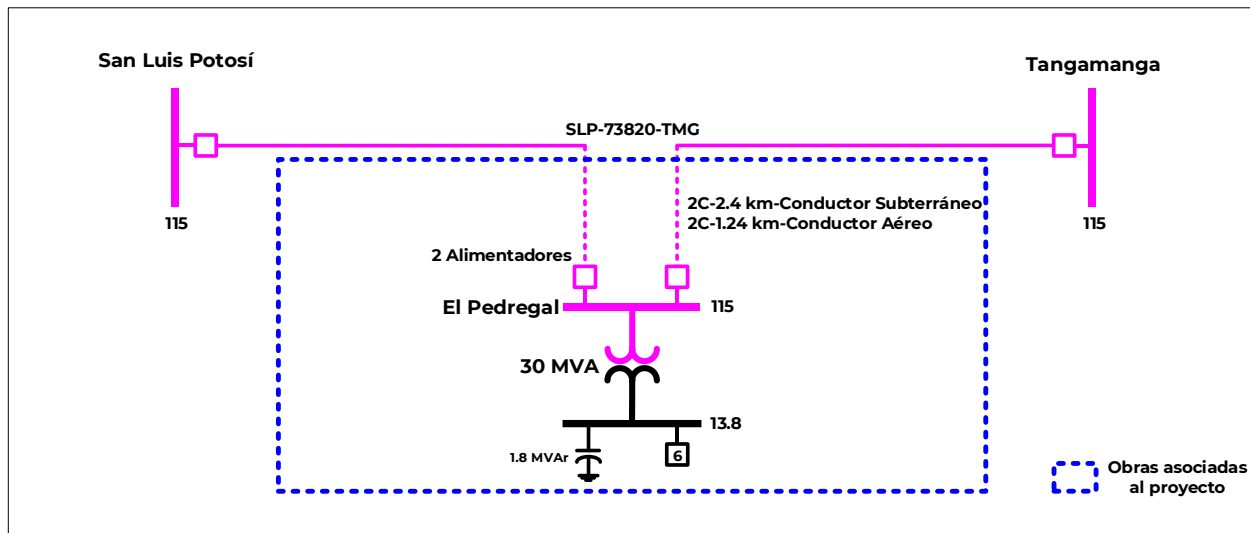 San Luis Potosí
Tangamanga
SLP-73820-TMG
115
115
2C-2.4 km-Conductor Subterráneo
2C-1.24 km-Conductor Aéreo
2 Alimentadores
El Pedregal
115
30 MVA
13.8
1.8 MVAr
6
Obras asociadas
al proyecto